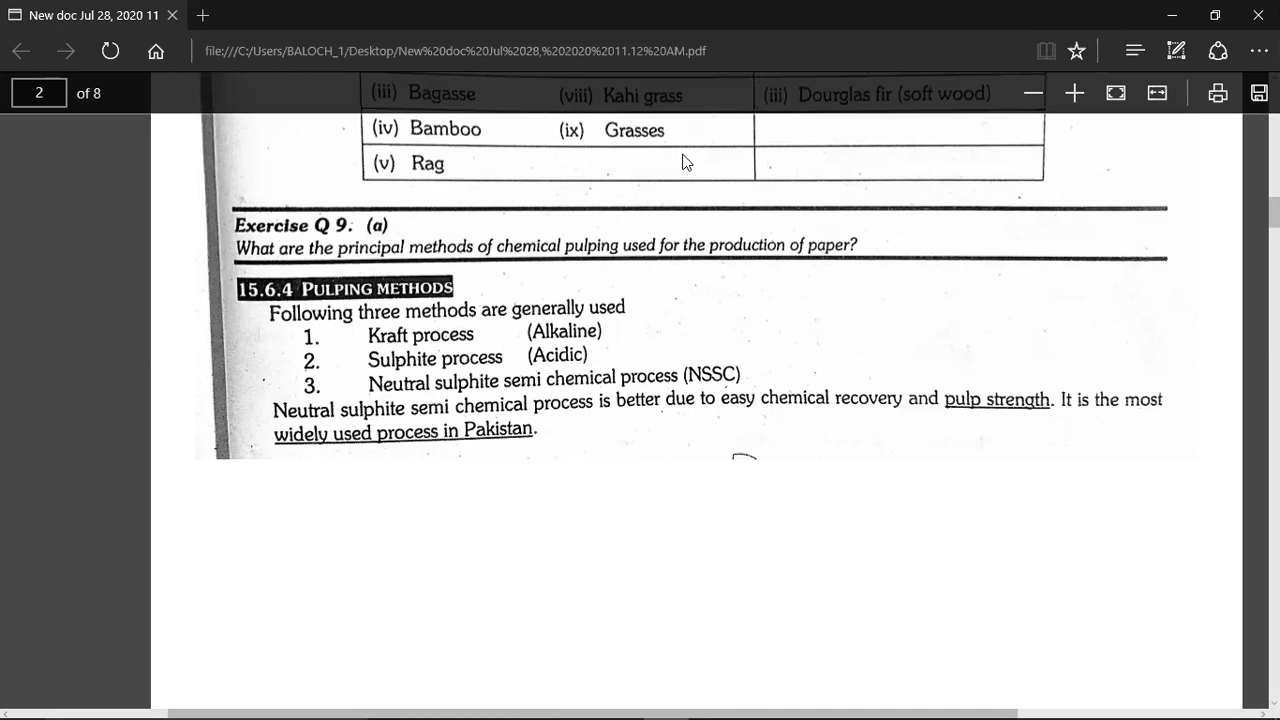 New doc Jul 28, 2020 11
file:///C:/Users/BALOCH_1/Desktop/New%20doc%20Jul%2028,%202020%2011.12%20AM.pdf
2 of 8
(iii) Bagasse (viii) Kahi grass (iii) Dourglas fir (soft wood)
(iv) Bamboo (ix) Grasses
(v) Rag
Exercise Q 9. (a)
What are the principal methods of chemical pulping used for the production of paper?
15.6.4 PULPING METHODS
Following three methods are generally used
1. Kraft process (Alkaline)
2. Sulphite process (Acidic)
3. Neutral sulphite semi chemical process (NSSC)
Neutral sulphite semi chemical process is better due to easy chemical recovery and pulp strength. It is the most
widely used process in Pakistan.